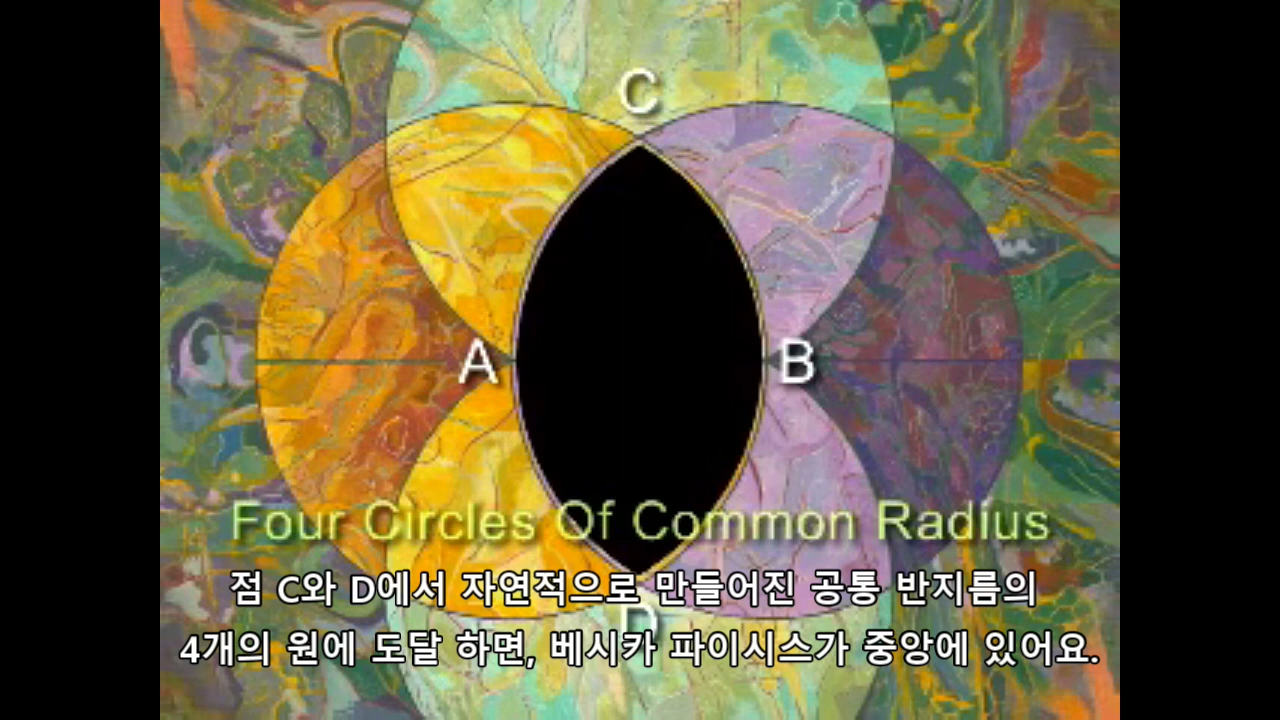 C
A B
Four Circles Of Common Radius
점 C와 D에서 자연적으로 만들어진 공통 반지름의
D
4개의 원에 도달 하면, 베시카 파이시스가 중앙에 있어요.